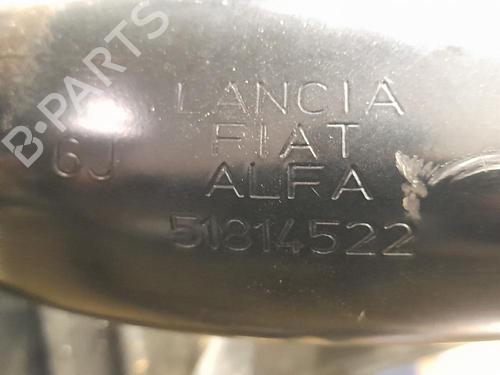 B-PARTS
LANCIA
FIAT
6J
ALFA
51814522